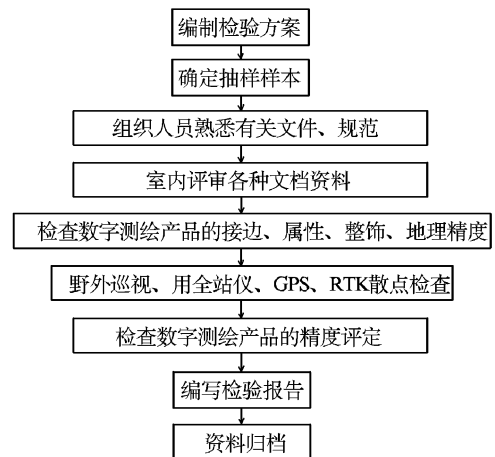 编制检验方案
确定抽样样本
组织人员熟悉有关文件、规范
室内评审各种文档资料
检查数字测绘产品的接边、属性、整饰、地理精度
野外巡视、用全站仪、GPS、RTK散点检查
检查数字测绘产品的精度评定
编写检验报告
资料归档